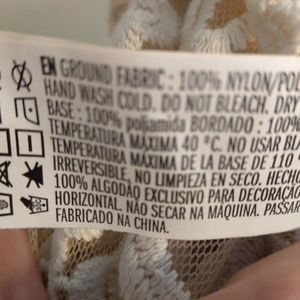 EN GROUND FABRIC : 100% NYLON/POL
HAND WASH COLD. DO NOT BLEACH. DRY
BASE : 100% poliamida BORDADO : 100%
TEMPERATURA MÁXIMA 40 ºC. NO USAR BLA
TEMPERATURA MÁXIMA DE LA BASE DE 110
IRREVERSIBLE, NO LIMPIEZA EN SECO. HECHO
100% ALGODÃO EXCLUSIVO PARA DECORAÇÃO
HORIZONTAL. NÃO SECAR NA MÁQUINA. PASSAR
FABRICADO NA CHINA.